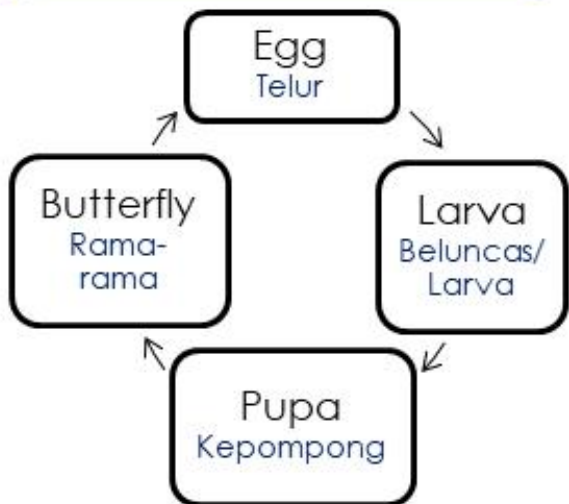 Egg
Telur
Larva
Beluncas/
Larva
Pupa
Kepompong
Butterfly
Rama-
rama